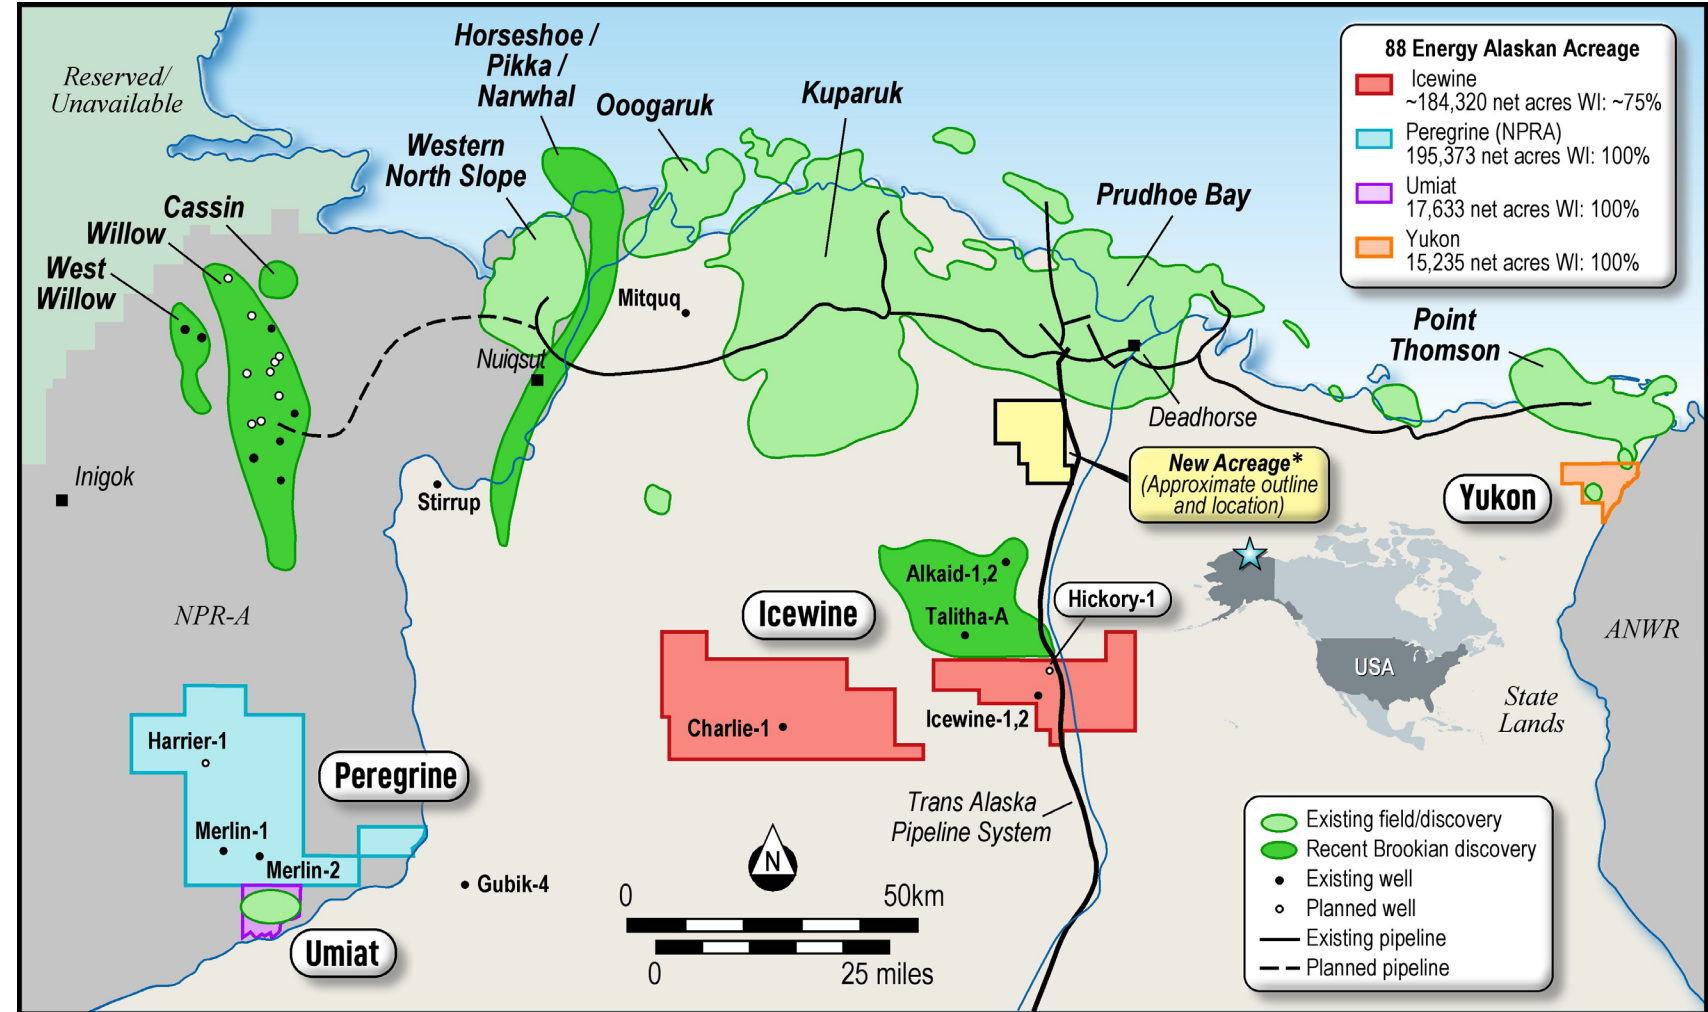 Reserved/
Unavailable
Horseshoe /
Pikka /
Narwhal
Ooogaruk
Kuparuk
Western
North Slope
Prudhoe Bay
Cassin
Willow
West
Willow
Mitquq
Nuiqsut
Point
Thomson
Deadhorse
Inigok
Stirrup
New Acreage*
(Approximate outline
and location)
Yukon
NPR-A
Icewine
Alkaid-1,2
Talitha-A
Hickory-1
ANWR
USA
State
Lands
Charlie-1
Icewine-1,2
Harrier-1
Peregrine
Merlin-1
Merlin-2
Trans Alaska
Pipeline System
Gubik-4
Umiat
N
0 50km
0 25 miles
88 Energy Alaskan Acreage
Icewine
~184,320 net acres WI: ~75%
Peregrine (NPRA)
195,373 net acres WI: 100%
Umiat
17,633 net acres WI: 100%
Yukon
15,235 net acres WI: 100%
Existing field/discovery
Recent Brookian discovery
Existing well
Planned well
Existing pipeline
Planned pipeline